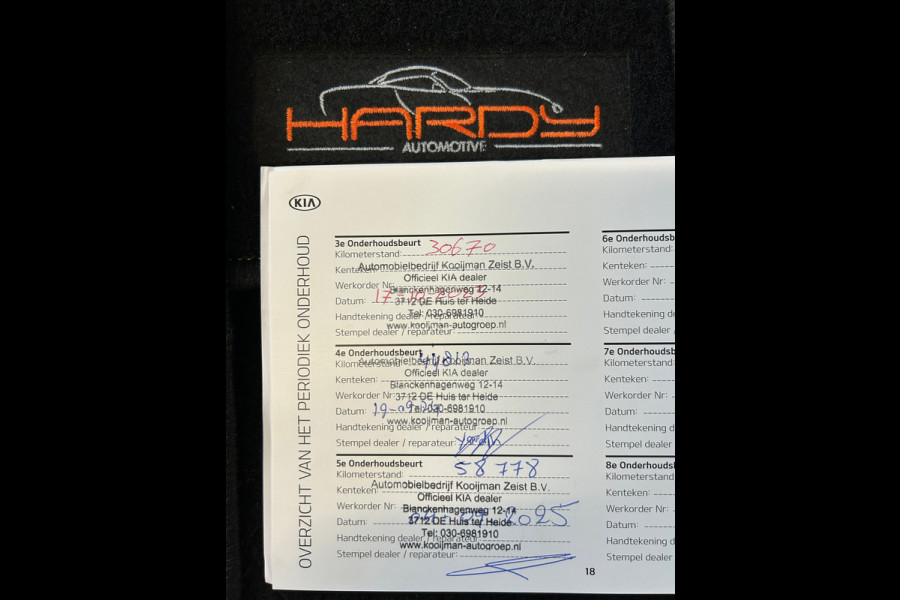 HARDY
AUTOMOTIVE
KIA
OVERZICHT VAN HET PERIODIEK ONDERHOUD
3e Onderhoudsbeurt
Kilometerstand: 30670
Kenteken:
Automobielbedrijf Kooijman Zeist B.V.
Officieel KIA dealer
Werkorder Nr:
Blanckenhagenweg 12-14
Datum: 17-
3712 DE Huis ter Heide
Tel: 030-6981910
Handtekening dealer / reparateur:
www.kooijman-autogroep.nl
Stempel dealer / reparateur:
4e Onderhoudsbeurt
Kilometerstand:
Automobielbedrijf Kooijman Zeist B.V.
Officieel KIA dealer
Kenteken:
Blanckenhagenweg 12-14
Werkorder Nr:
3712 DE Huis ter Heide
Datum: 19-09-
Tel: 030-6981910
www.kooijman-autogroep.nl
Handtekening dealer / reparateur:
Stempel dealer / reparateur:
5e Onderhoudsbeurt
Kilometerstand: 58778
Kenteken:
Automobielbedrijf Kooijman Zeist B.V.
Officieel KIA dealer
Werkorder Nr:
Blanckenhagenweg 12-14
Datum: 2025
3712 DE Huis ter Heide
Tel: 030-6981910
Handtekening dealer / reparateur:
www.kooijman-autogroep.nl
Stempel dealer / reparateur:
18
6e Onderhoudsb
Kilometerstand:
Kenteken:
Werkorder Nr:
Datum:
Handtekening d
Stempel dealer /
7e Onderhoudsb
Kilometerstand:
Kenteken:
Werkorder Nr:
Datum:
Handtekening d
Stempel dealer /
8e Onderhoudsb
Kilometerstand:
Kenteken:
Werkorder Nr:
Datum:
Handtekening d
Stempel dealer /